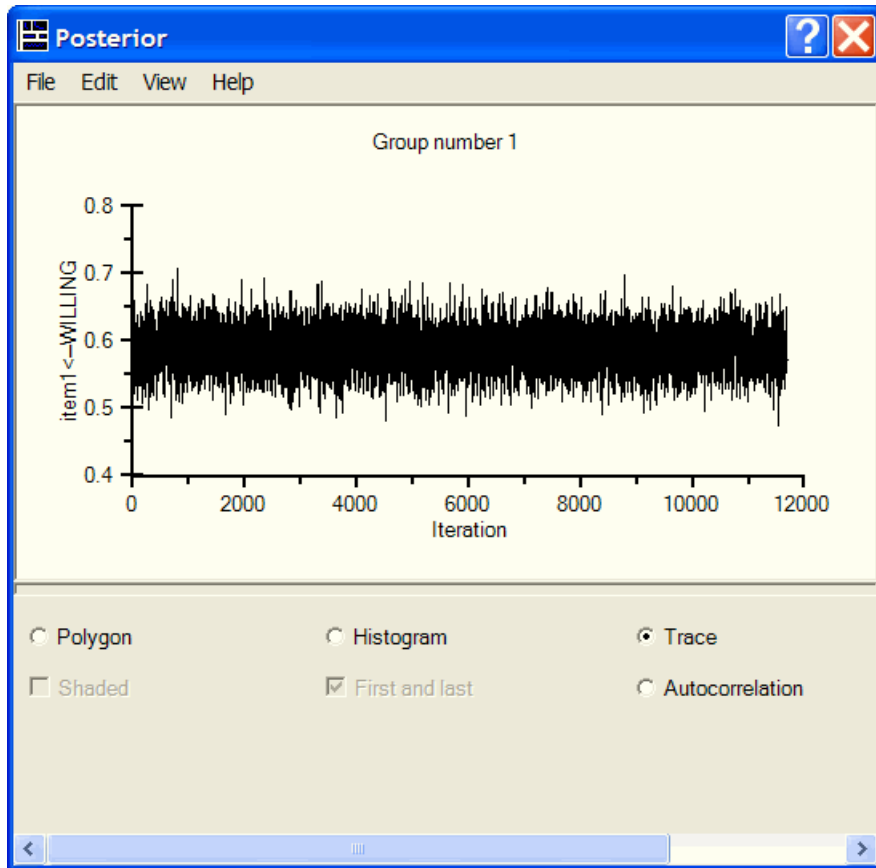 Posterior
File Edit View Help
Group number 1
0.8
0.7
0.6
0.5
0.4
item1<--WILLING
0 2000 4000 6000 8000 10000 12000
Iteration
Polygon Histogram Trace
Shaded First and last Autocorrelation